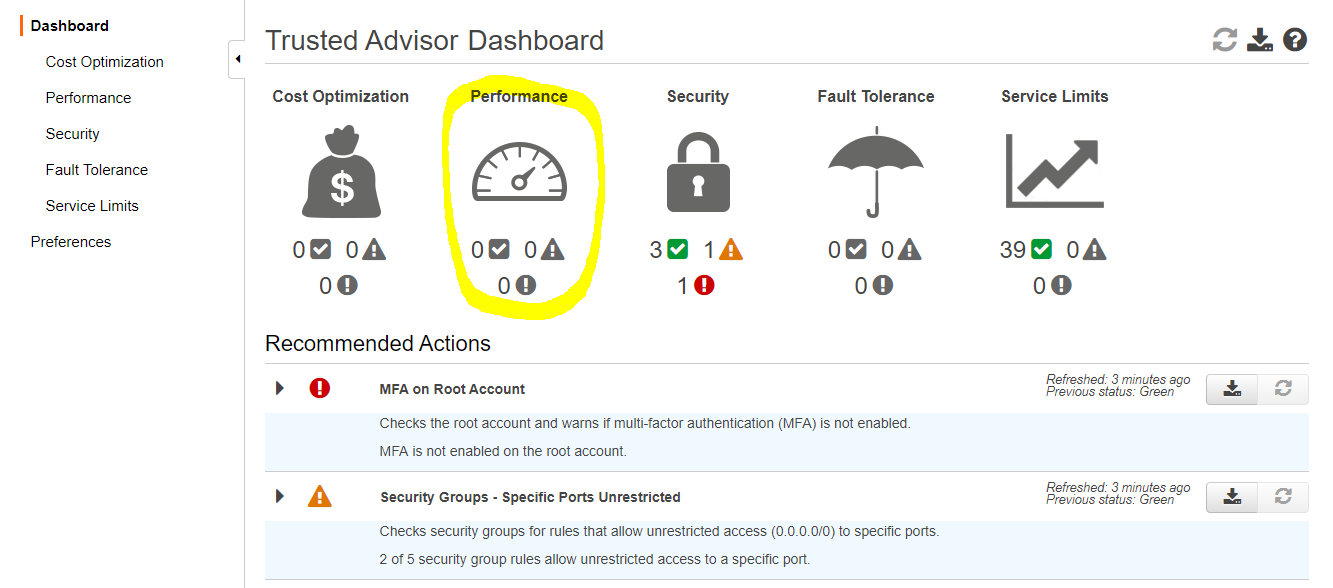 Dashboard
Cost Optimization
Performance
Security
Fault Tolerance
Service Limits
Preferences
Trusted Advisor Dashboard
Cost Optimization
$
0 0
0
Performance
0 0
0
Security
3 1
1
Fault Tolerance
0 0
0
Service Limits
39 0
0
Recommended Actions
MFA on Root Account
Refreshed: 3 minutes ago
Previous status: Green
Checks the root account and warns if multi-factor authentication (MFA) is not enabled.
MFA is not enabled on the root account.
Security Groups - Specific Ports Unrestricted
Refreshed: 3 minutes ago
Previous status: Green
Checks security groups for rules that allow unrestricted access (0.0.0.0/0) to specific ports.
2 of 5 security group rules allow unrestricted access to a specific port.